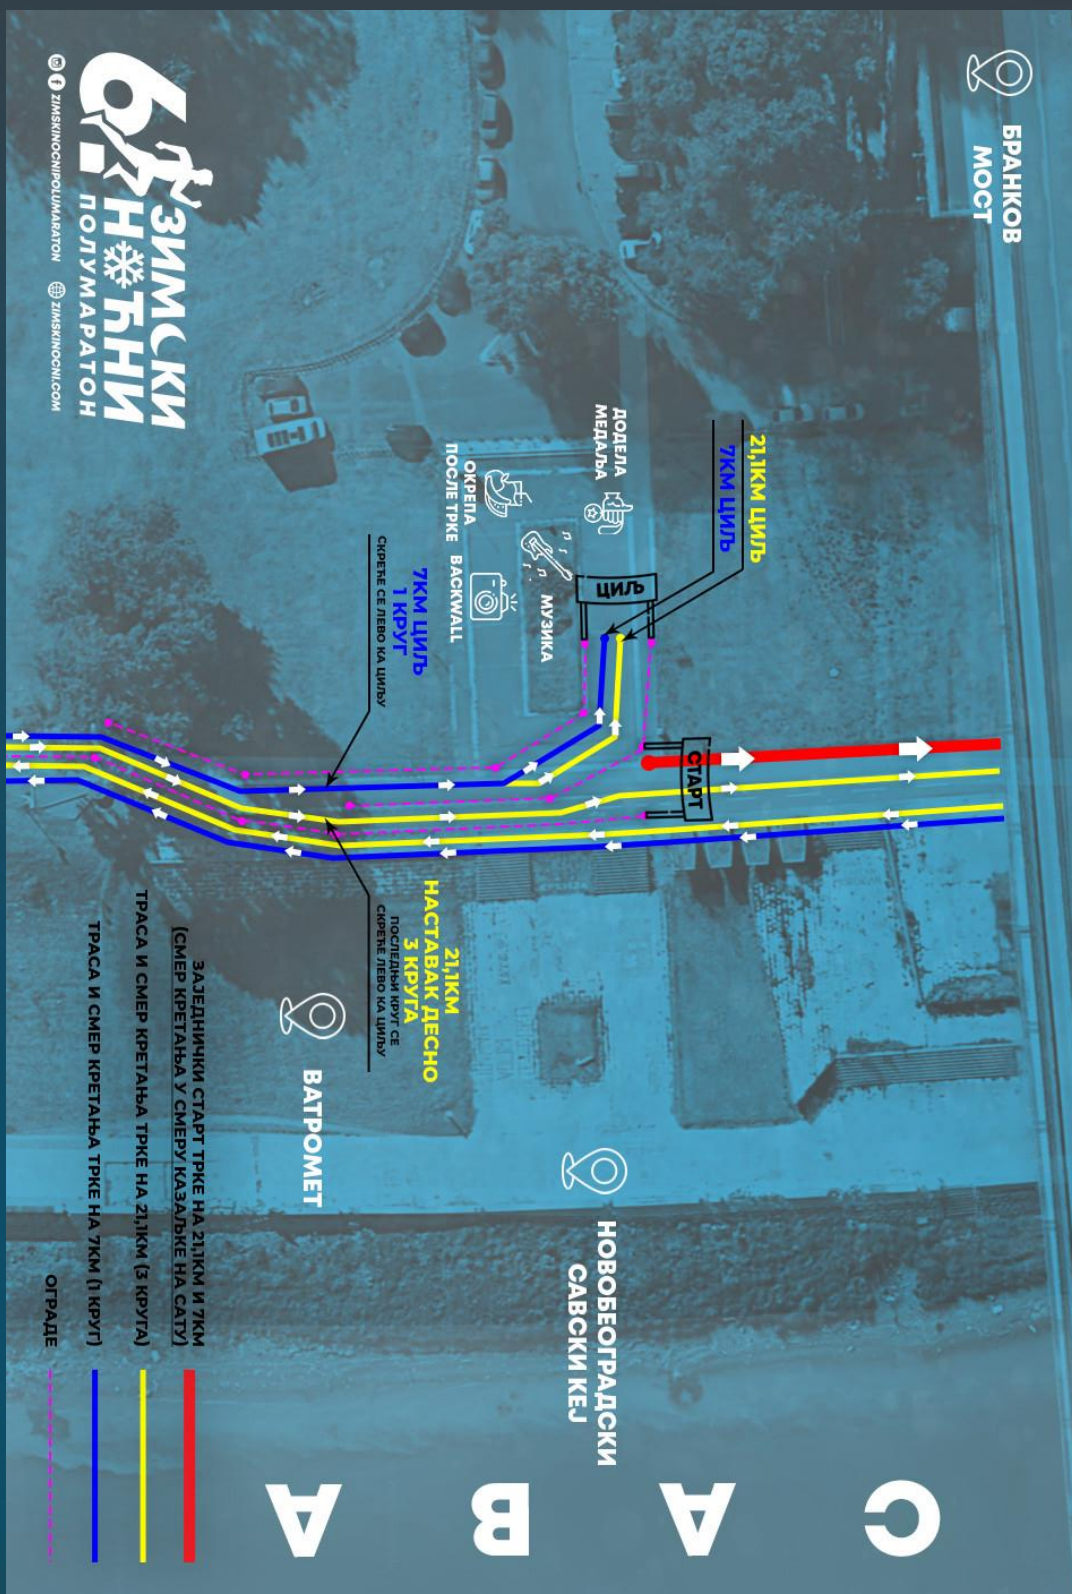 БРАНКОВ
МОСТ
6.
ЗИМСКИ
НОЋНИ
ПОЛУМАРАТОН
ZIMSKINOCNIPOLUMARATON
ZIMSKINOCNI.COM
21,1КМ ЦИЉ
7КМ ЦИЉ
ДОДЕЛА
МЕДАЉА
ОКРЕПА
ПОСЛЕ ТРКЕ
BACKWALL
МУЗИКА
ЦИЉ
СТАРТ
7КМ ЦИЉ
1 КРУГ
СКРЕЋЕ СЕ ЛЕВО КА ЦИЉУ
21,1КМ
НАСТАВАК ДЕСНО
3 КРУГА
ПОСЛЕДЊИ КРУГ СЕ
СКРЕЋЕ ЛЕВО КА ЦИЉУ
ВАТРОМЕТ
НОВОБЕОГРАДСКИ
САВСКИ КЕЈ
САВА
ЗАЈЕДНИЧКИ СТАРТ ТРКЕ НА 21,1КМ И 7КМ
(СМЕР КРЕТАЊА У СМЕРУ КАЗАЉКЕ НА САТУ)
ТРАСА И СМЕР КРЕТАЊА ТРКЕ НА 21,1КМ (3 КРУГА)
ТРАСА И СМЕР КРЕТАЊА ТРКЕ НА 7КМ (1 КРУГ)
ОГРАДЕ